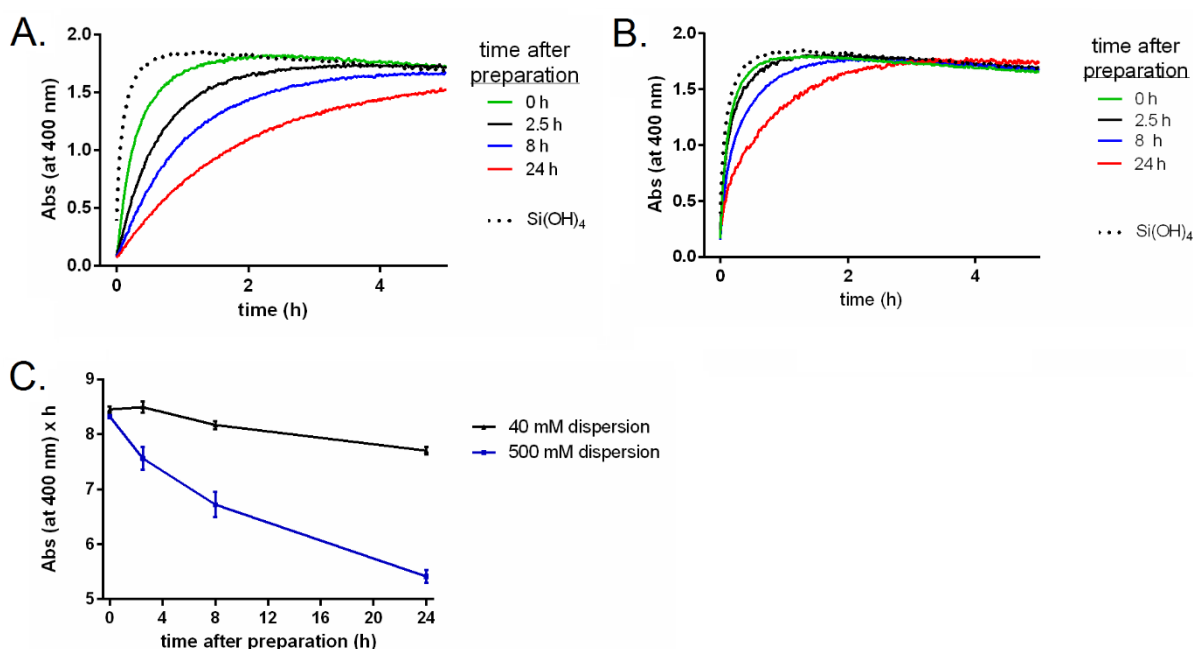 A.
Abs (at 400 nm)
2.0
1.5
1.0
0.5
0.0
0
2
4
time (h)
time after
preparation
0 h
2.5 h
8 h
24 h
Si(OH)4
B.
Abs (at 400 nm)
2.0
1.5
1.0
0.5
0.0
0
2
4
time (h)
time after
preparation
0 h
2.5 h
8 h
24 h
Si(OH)4
C.
Abs (at 400 nm) x h
9
8
7
6
5
0
4
8
12
16
20
24
time after preparation (h)
40 mM dispersion
500 mM dispersion